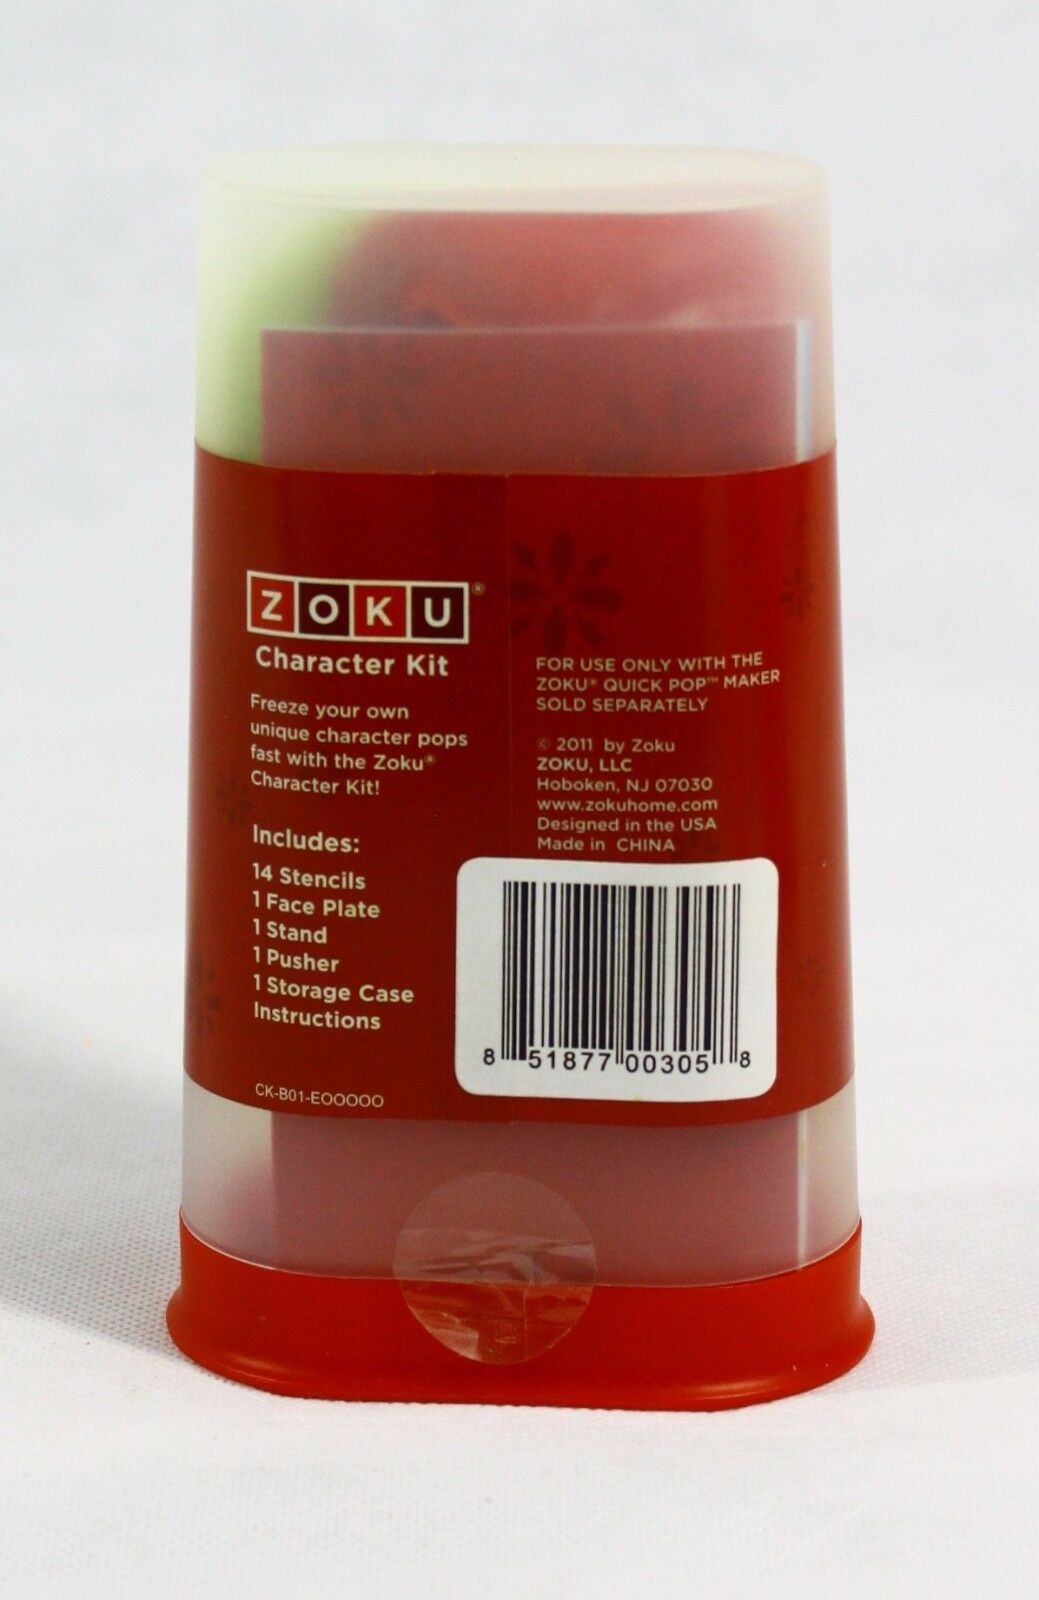 ZOKU®
Character Kit
Freeze your own
unique character pops
fast with the Zoku®
Character Kit!
Includes:
14 Stencils
1 Face Plate
1 Stand
1 Pusher
1 Storage Case
Instructions
CK-B01-EOOOOO
FOR USE ONLY WITH THE
ZOKU® QUICK POP™ MAKER
SOLD SEPARATELY
© 2011 by Zoku
ZOKU, LLC
Hoboken, NJ 07030
www.zokuhome.com
Designed in the USA
Made in CHINA
8 51877 00305 8